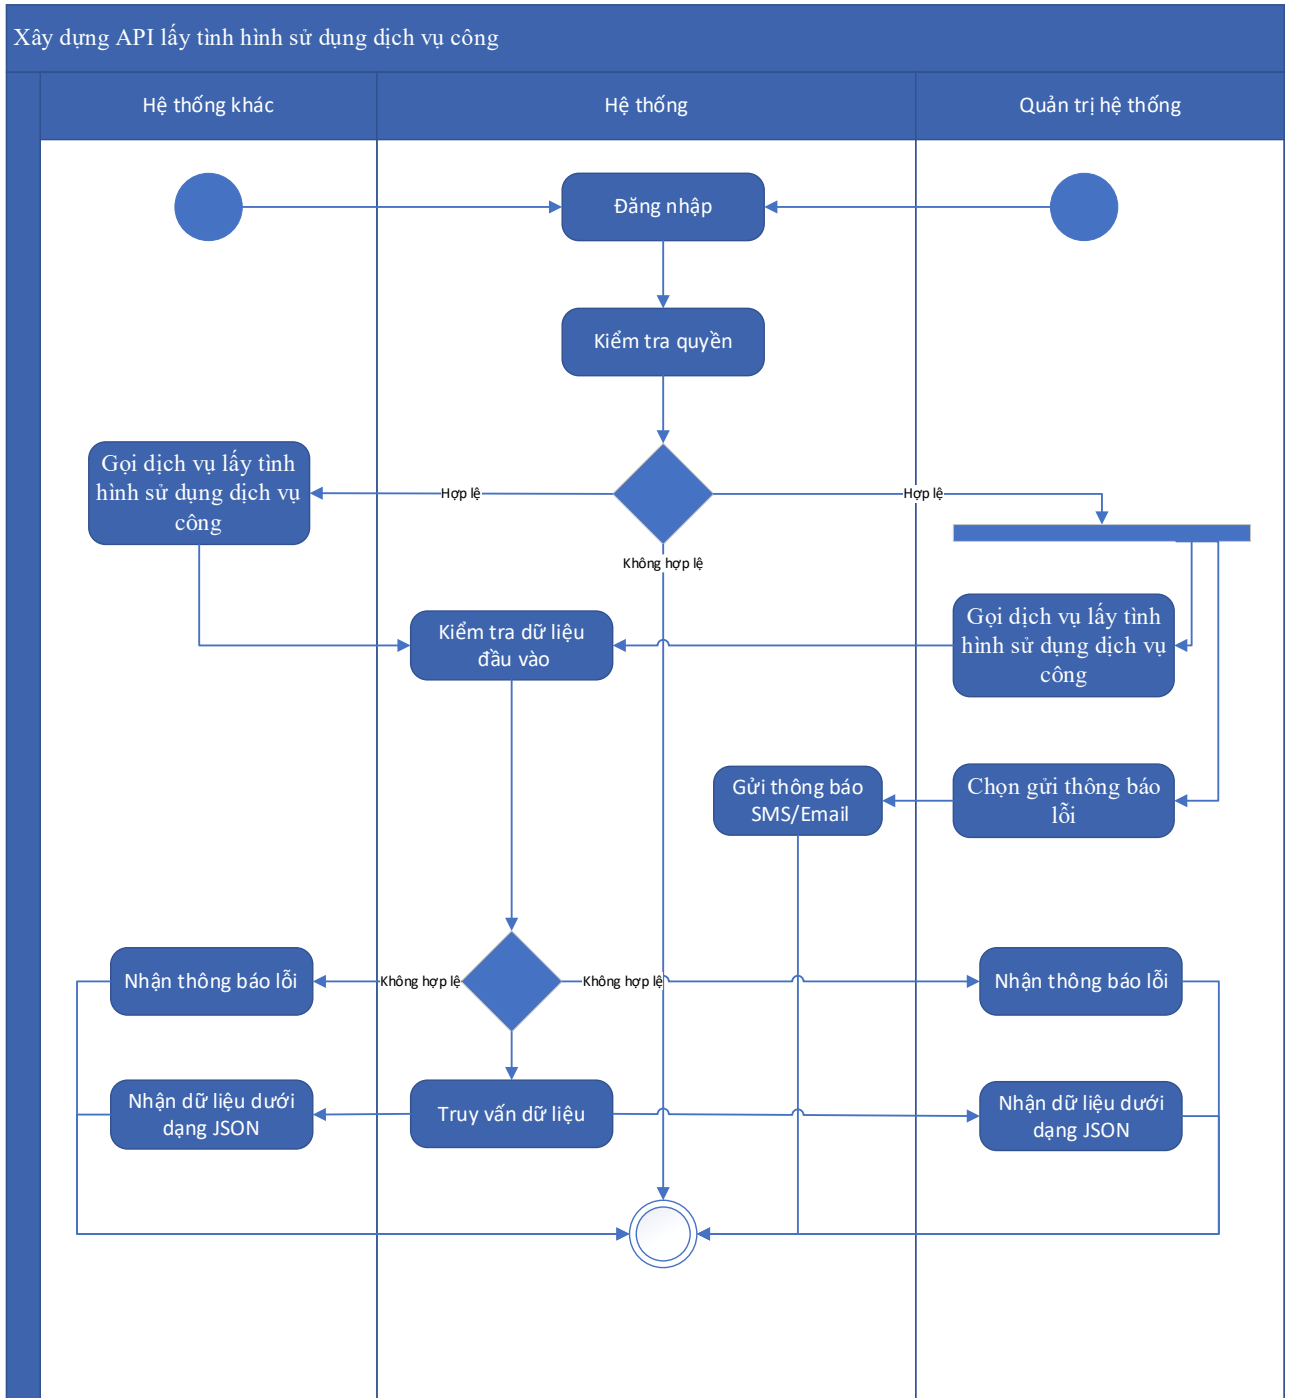 Xây dựng API lấy tình hình sử dụng dịch vụ công
Hệ thống khác
Hệ thống
Quản trị hệ thống
Đăng nhập
Kiểm tra quyền
Gọi dịch vụ lấy tình
hình sử dụng dịch vụ
công
Hợp lệ
Hợp lệ
Không hợp lệ
Kiểm tra dữ liệu
đầu vào
Gọi dịch vụ lấy tình
hình sử dụng dịch vụ
công
Gửi thông báo
SMS/Email
Chọn gửi thông báo
lỗi
Nhận thông báo lỗi
Không hợp lệ
Không hợp lệ
Nhận thông báo lỗi
Nhận dữ liệu dưới
dạng JSON
Truy vấn dữ liệu
Nhận dữ liệu dưới
dạng JSON